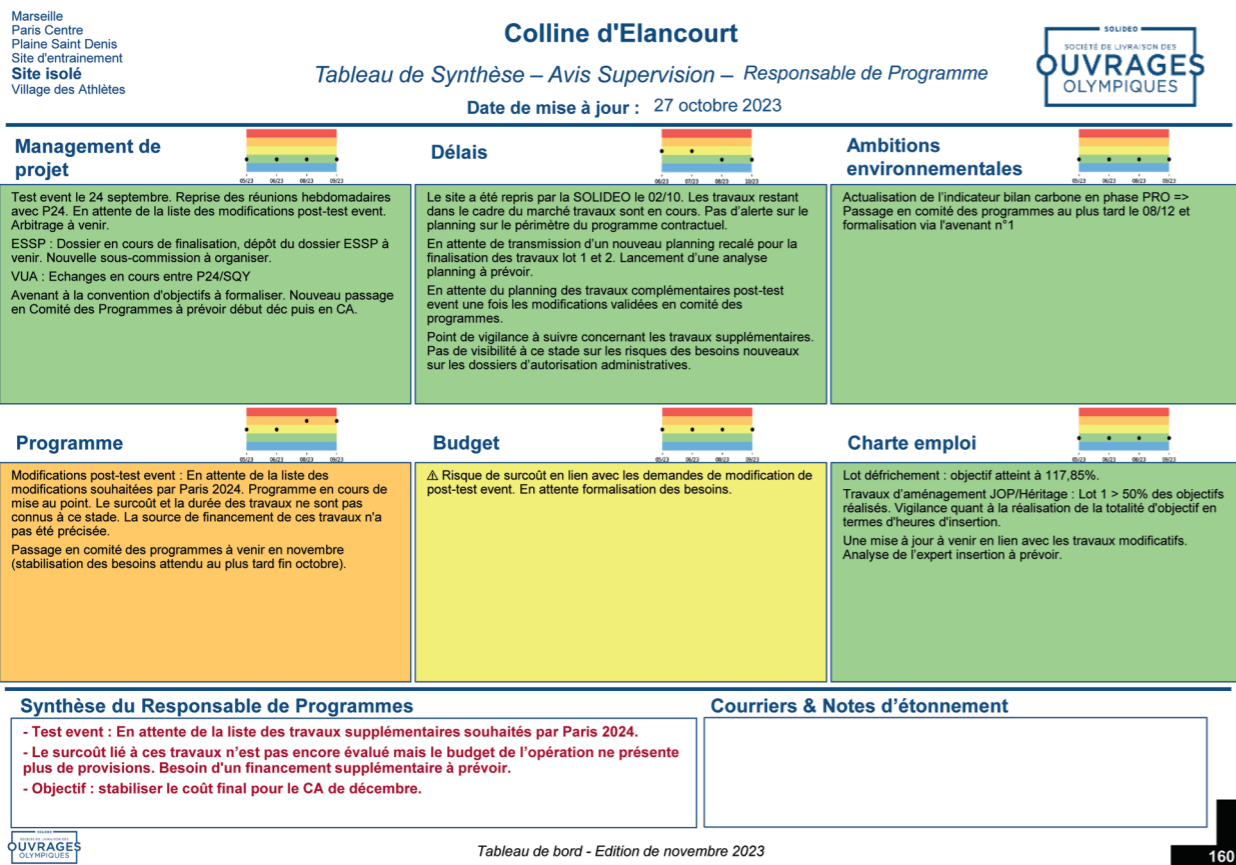 Marseille
Paris Centre
Plaine Saint Denis
Site d'entrainement
Site isolé
Village des Athlètes
Colline d'Elancourt
Tableau de Synthèse – Avis Supervision – Responsable de Programme
Date de mise à jour : 27 octobre 2023
SOLIDEO
SOCIÉTÉ DE LIVRAISON DES
OUVRAGES
OLYMPIQUES
Management de
projet
05/23 06/23 08/23 09/23
Test event le 24 septembre. Reprise des réunions hebdomadaires
avec P24. En attente de la liste des modifications post-test event.
Arbitrage à venir.
ESSP : Dossier en cours de finalisation, dépôt du dossier ESSP à
venir. Nouvelle sous-commission à organiser.
VUA : Echanges en cours entre P24/SQY
Avenant à la convention d'objectifs à formaliser. Nouveau passage
en Comité des Programmes à prévoir début déc puis en CA.
Délais
06/23 07/23 08/23 10/23
Le site a été repris par la SOLIDEO le 02/10. Les travaux restant
dans le cadre du marché travaux sont en cours. Pas d'alerte sur le
planning sur le périmètre du programme contractuel.
En attente de transmission d'un nouveau planning recalé pour la
finalisation des travaux lot 1 et 2. Lancement d'une analyse
planning à prévoir.
En attente du planning des travaux complémentaires post-test
event une fois les modifications validées en comité des
programmes.
Point de vigilance à suivre concernant les travaux supplémentaires.
Pas de visibilité à ce stade sur les risques des besoins nouveaux
sur les dossiers d'autorisation administratives.
Ambitions
environnementales
05/23 06/23 08/23 09/23
Actualisation de l'indicateur bilan carbone en phase PRO =>
Passage en comité des programmes au plus tard le 08/12 et
formalisation via l'avenant n°1
Programme
05/23 06/23 08/23 09/23
Modifications post-test event : En attente de la liste des
modifications souhaitées par Paris 2024. Programme en cours de
mise au point. Le surcoût et la durée des travaux ne sont pas
connus à ce stade. La source de financement de ces travaux n'a
pas été précisée.
Passage en comité des programmes à venir en novembre
(stabilisation des besoins attendu au plus tard fin octobre).
Budget
05/23 06/23 08/23 09/23
⚠ Risque de surcoût en lien avec les demandes de modification de
post-test event. En attente formalisation des besoins.
Charte emploi
05/23 06/23 08/23 09/23
Lot défrichement : objectif atteint à 117,85%.
Travaux d'aménagement JOP/Héritage : Lot 1 > 50% des objectifs
réalisés. Vigilance quant à la réalisation de la totalité d'objectif en
termes d'heures d'insertion.
Une mise à jour à venir en lien avec les travaux modificatifs.
Analyse de l'expert insertion à prévoir.
Synthèse du Responsable de Programmes
- Test event : En attente de la liste des travaux supplémentaires souhaités par Paris 2024.
- Le surcoût lié à ces travaux n'est pas encore évalué mais le budget de l'opération ne présente
plus de provisions. Besoin d'un financement supplémentaire à prévoir.
- Objectif : stabiliser le coût final pour le CA de décembre.
Courriers & Notes d'étonnement
SOLIDEO
SOCIÉTÉ DE LIVRAISON DES
OUVRAGES
OLYMPIQUES
Tableau de bord - Edition de novembre 2023
160